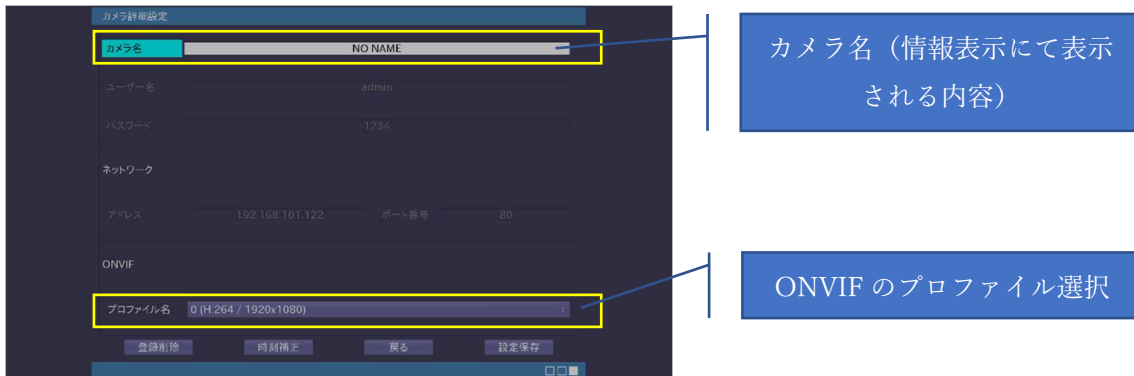 カメラ詳細設定
カメラ名 NO NAME
カメラ名（情報表示にて表示
される内容）
ユーザー名 admin
パスワード 1234
ネットワーク
アドレス 192.168.101.122 ポート番号 80
ONVIF
プロファイル名 0 (H.264 / 1920x1080)
ONVIF のプロファイル選択
登録削除 時刻補正 戻る 設定保存